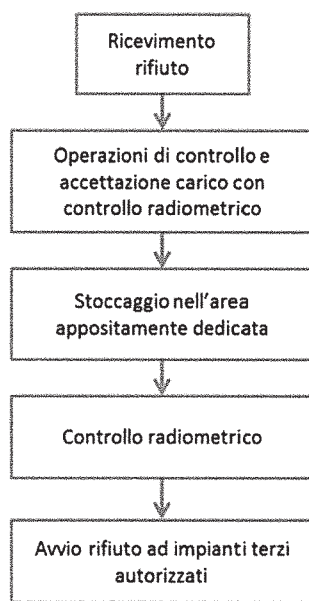 Ricevimento
rifiuto
Operazioni di controllo e
accettazione carico con
controllo radiometrico
Stoccaggio nell'area
appositamente dedicata
Controllo radiometrico
Avvio rifiuto ad impianti terzi
autorizzati